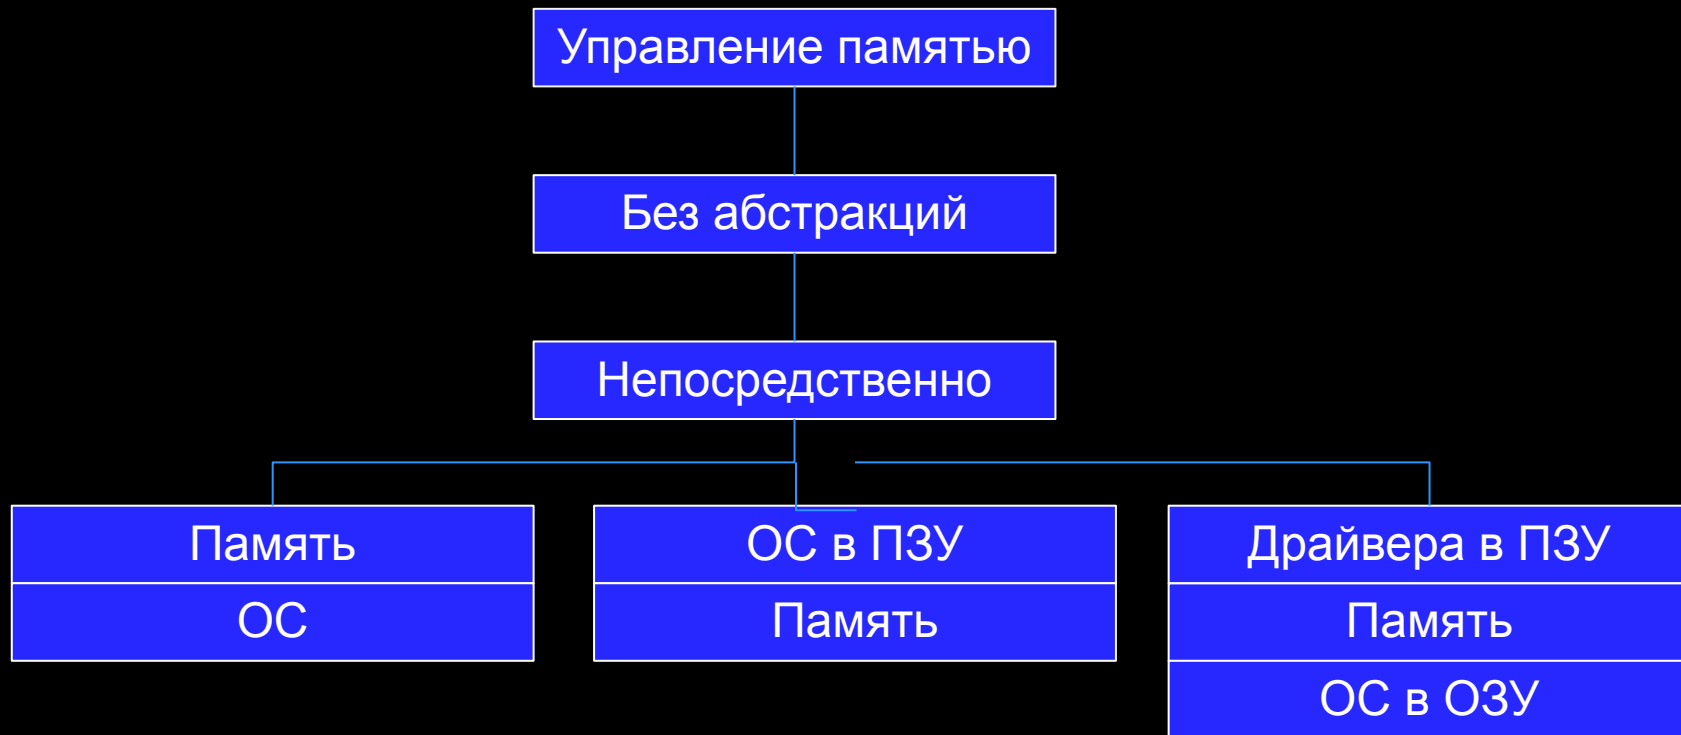 Управление памятью
Без абстракций
Непосредственно
Память
ОС
ОС в ПЗУ
Память
Драйвера в ПЗУ
Память
ОС в ОЗУ